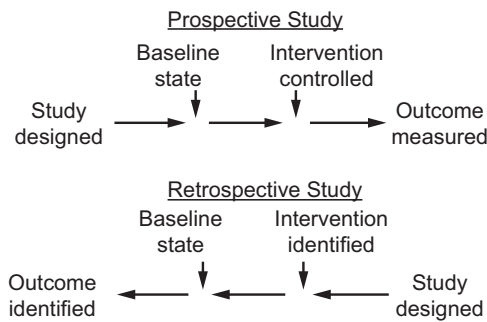 Prospective Study
Baseline
state
Intervention
controlled
Study
designed
Outcome
measured
Retrospective Study
Baseline
state
Intervention
identified
Outcome
identified
Study
designed